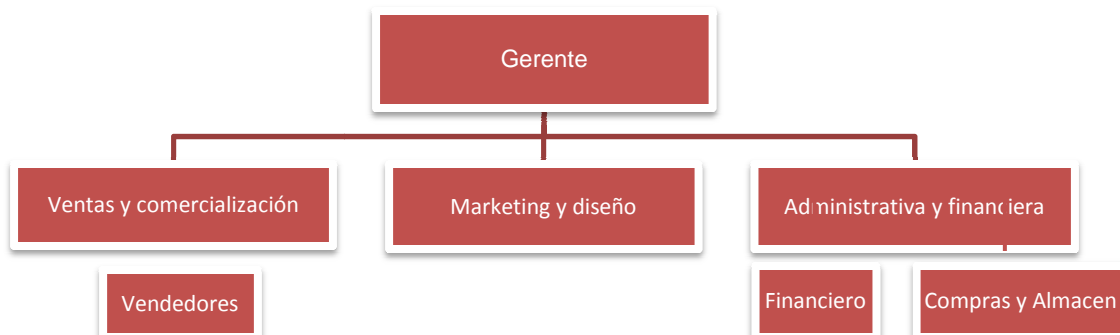 Gerente
Ventas y comercialización
Marketing y diseño
Administrativa y financiera
Vendedores
Financiero
Compras y Almacen